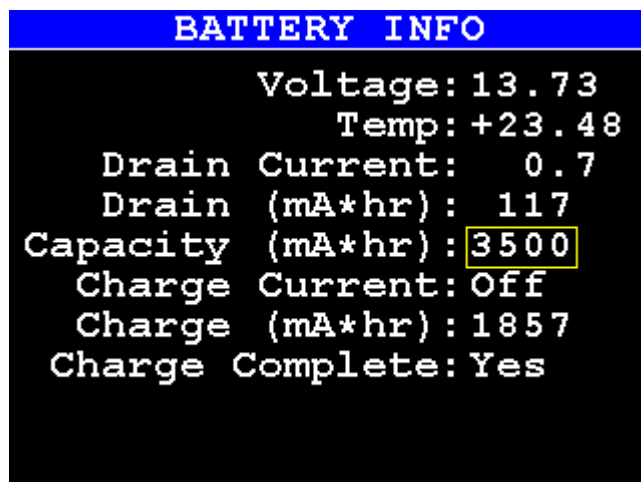 BATTERY INFO
Voltage:13.73
Temp:+23.48
Drain Current: 0.7
Drain (mA*hr): 117
Capacity (mA*hr):3500
Charge Current:Off
Charge (mA*hr):1857
Charge Complete:Yes